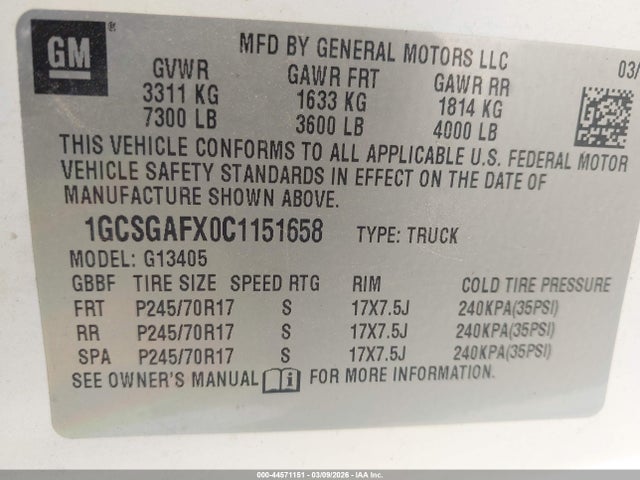 GM
MFD BY GENERAL MOTORS LLC
03/
GVWR GAWR FRT GAWR RR
3311 KG 1633 KG 1814 KG
7300 LB 3600 LB 4000 LB
THIS VEHICLE CONFORMS TO ALL APPLICABLE U.S. FEDERAL MOTOR
VEHICLE SAFETY STANDARDS IN EFFECT ON THE DATE OF
MANUFACTURE SHOWN ABOVE.
1GCSGAFX0C1151658 TYPE: TRUCK
MODEL: G13405
GBBF TIRE SIZE SPEED RTG RIM COLD TIRE PRESSURE
FRT P245/70R17 S 17X7.5J 240KPA(35PSI)
RR P245/70R17 S 17X7.5J 240KPA(35PSI)
SPA P245/70R17 S 17X7.5J 240KPA(35PSI)
SEE OWNER'S MANUAL FOR MORE INFORMATION.
000-44571151 - 03/09/2026 - IAA Inc.